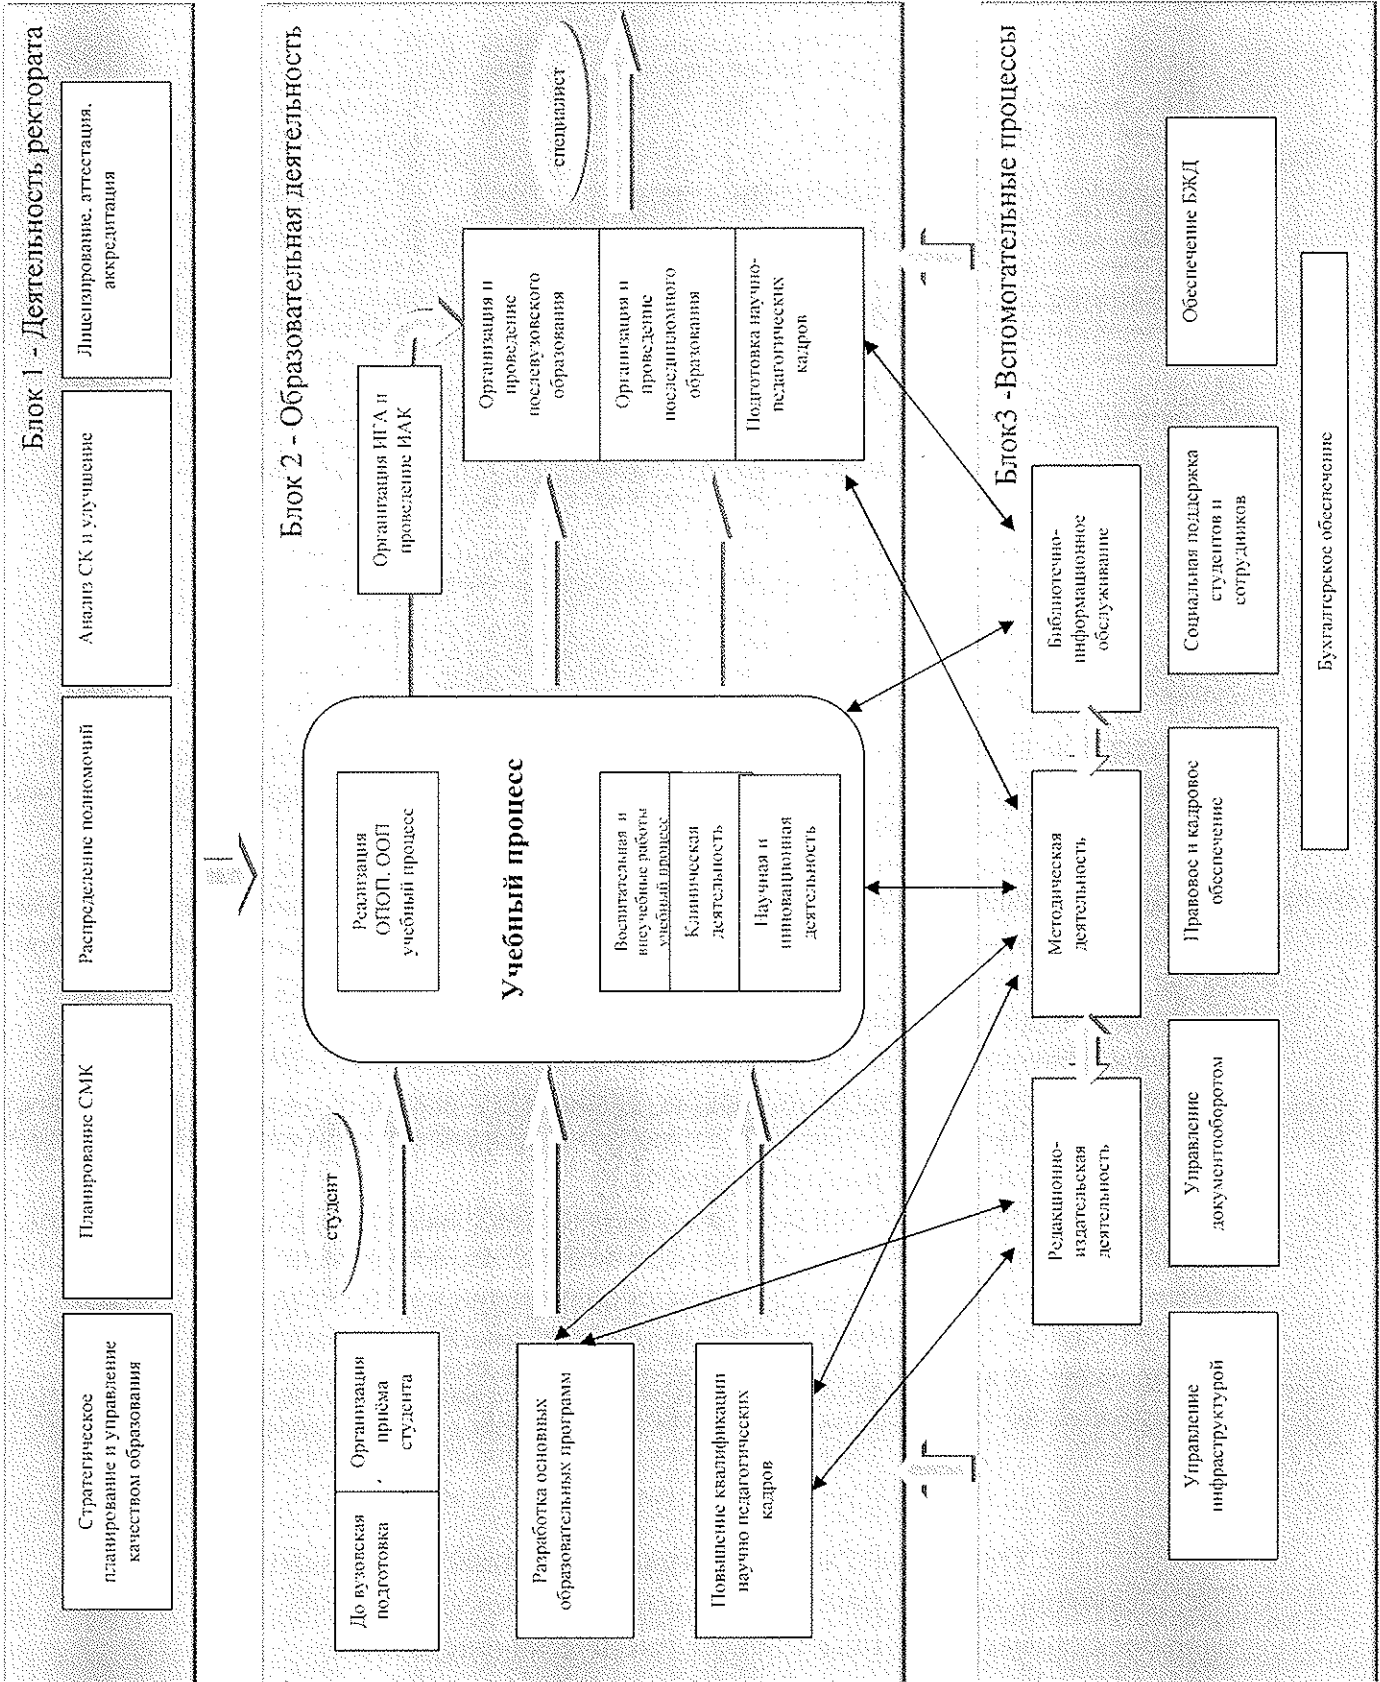 Блок 1 - Деятельность ректората
Стратегическое
планирование и управление
качеством образования
Планирование СМК
Распределение полномочий
Анализ СК и улучшение
Лицензирование, аттестация,
аккредитация
Блок 2 - Образовательная деятельность
До вузовская
подготовка
Организация
приёма
студента
студент
Разработка основных
образовательных программ
Повышение квалификации
научно педагогических
кадров
Реализация
ОПОП, ООП
учебный процесс
Учебный процесс
Воспитательная и
внеучебные работы
учебный процесс
Клиническая
деятельность
Научная и
инновационная
деятельность
Организация ИГА и
проведение ИАК
Организация и
проведение
послевузовского
образования
Организация и
проведение
последипломного
образования
Подготовка научно-
педагогических
кадров
специалист
Блок3 -Вспомогательные процессы
Редакционно-
издательская
деятельность
Методическая
деятельность
Библиотечно-
информационное
обслуживание
Управление
инфраструктурой
Управление
документооборотом
Правовое и кадровое
обеспечение
Социальная поддержка
студентов и
сотрудников
Обеспечение БЖД
Бухгалтерское обеспечение